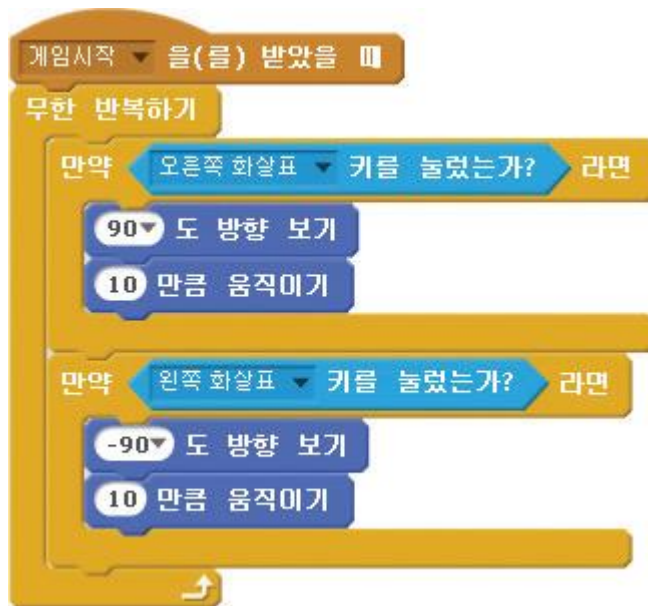 게임시작 을(를) 받았을 때
무한 반복하기
만약 오른쪽 화살표 키를 눌렀는가? 라면
90 도 방향 보기
10 만큼 움직이기
만약 왼쪽 화살표 키를 눌렀는가? 라면
-90 도 방향 보기
10 만큼 움직이기